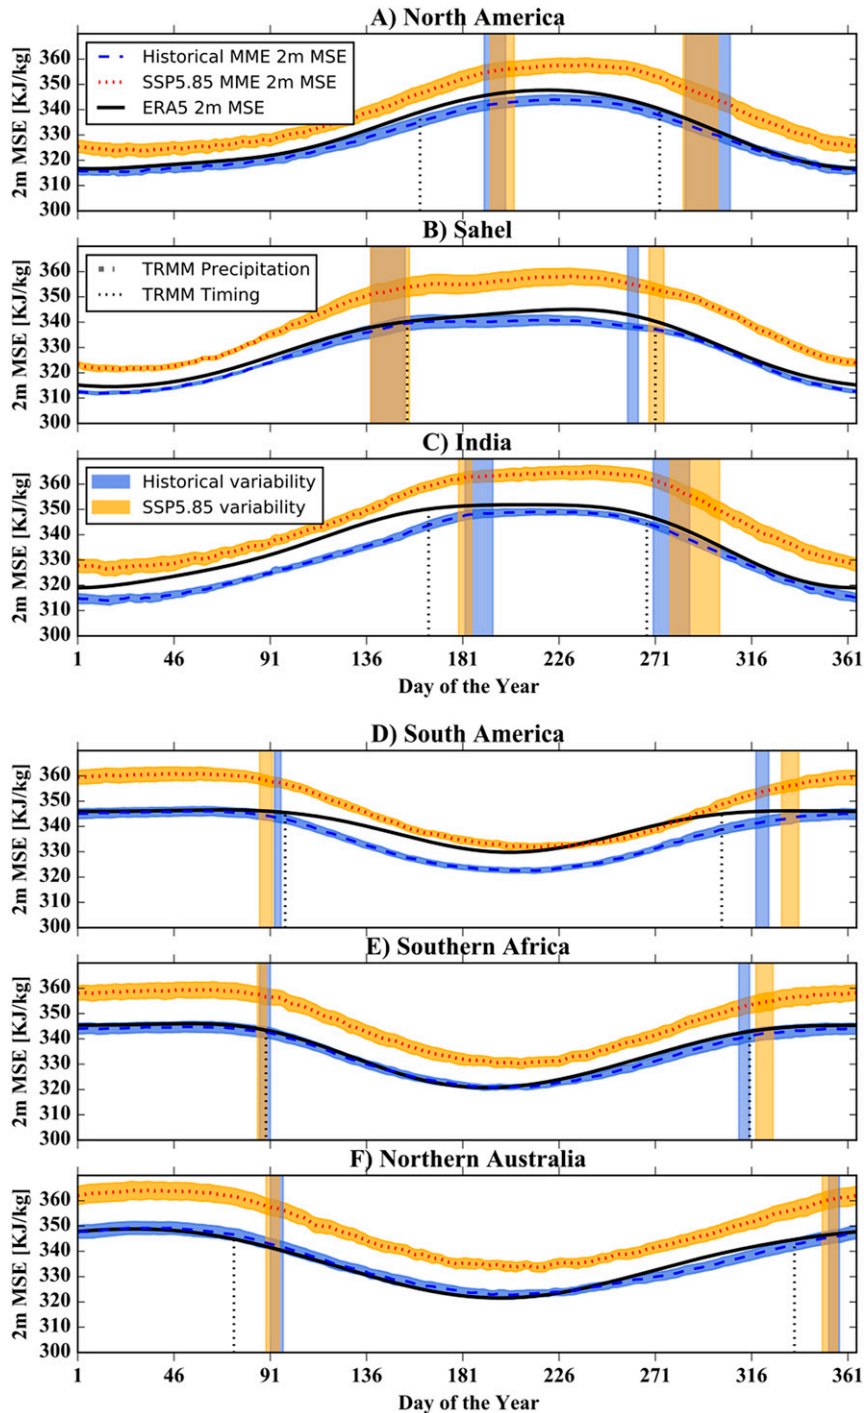 A) North America
2m MSE [KJ/kg]
360
350
340
330
320
310
300
Historical MME 2m MSE
SSP5.85 MME 2m MSE
ERA5 2m MSE
B) Sahel
2m MSE [KJ/kg]
360
350
340
330
320
310
300
TRMM Precipitation
TRMM Timing
C) India
2m MSE [KJ/kg]
360
350
340
330
320
310
300
Historical variability
SSP5.85 variability
1 46 91 136 181 226 271 316 361
Day of the Year
D) South America
2m MSE [KJ/kg]
360
350
340
330
320
310
300
E) Southern Africa
2m MSE [KJ/kg]
360
350
340
330
320
310
300
F) Northern Australia
2m MSE [KJ/kg]
360
350
340
330
320
310
300
1 46 91 136 181 226 271 316 361
Day of the Year